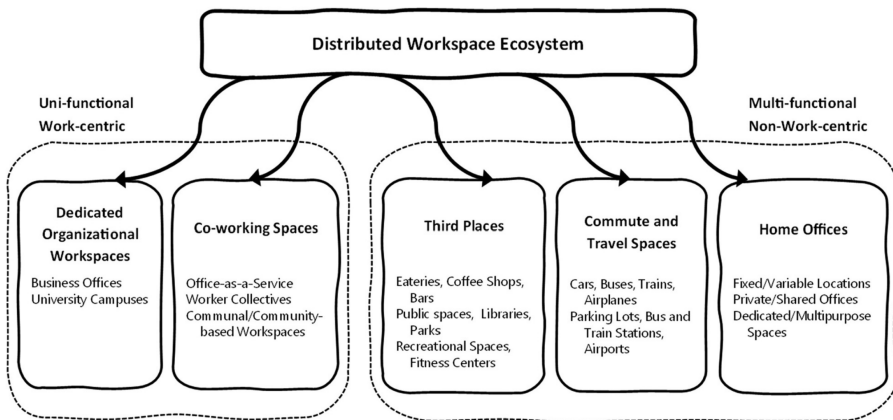 Distributed Workspace Ecosystem
Uni-functional
Work-centric
Multi-functional
Non-Work-centric
Dedicated
Organizational
Workspaces
Business Offices
University Campuses
Co-working Spaces
Office-as-a-Service
Worker Collectives
Communal/Community-
based Workspaces
Third Places
Eateries, Coffee Shops,
Bars
Public spaces, Libraries,
Parks
Recreational Spaces,
Fitness Centers
Commute and
Travel Spaces
Cars, Buses, Trains,
Airplanes
Parking Lots, Bus and
Train Stations,
Airports
Home Offices
Fixed/Variable Locations
Private/Shared Offices
Dedicated/Multipurpose
Spaces